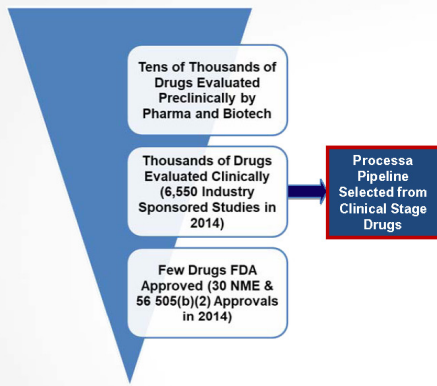 Tens of Thousands of
Drugs Evaluated
Preclinically by
Pharma and Biotech
Thousands of Drugs
Evaluated Clinically
(6,550 Industry
Sponsored Studies in
2014)
Processa
Pipeline
Selected from
Clinical Stage
Drugs
Few Drugs FDA
Approved (30 NME &
56 505(b)(2) Approvals
in 2014)